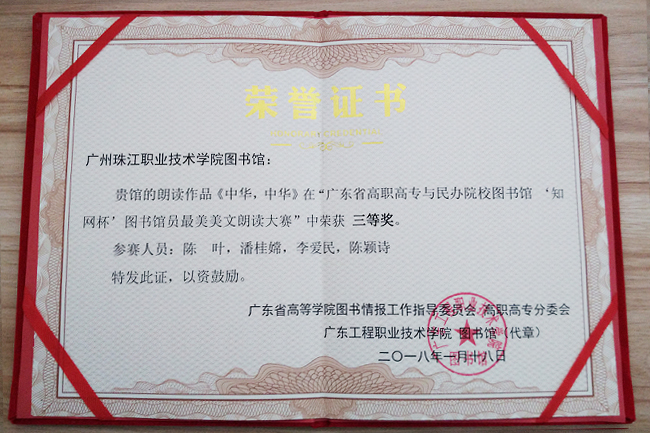 荣誉证书
广州珠江职业技术学院图书馆：
贵馆的朗读作品《中华，中华》在“广东省高职高专与民办院校图书馆 ‘知
网杯’图书馆员最美美文朗读大赛”中荣获 三等奖。
参赛人员：陈 叶，潘桂嫦，李爱民，陈颖诗
特发此证，以资鼓励。
广东省高等学院图书情报工作指导委员会 高职高专分委会
广东工程职业技术学院 图书馆（代章）
二〇一八年一月十八日